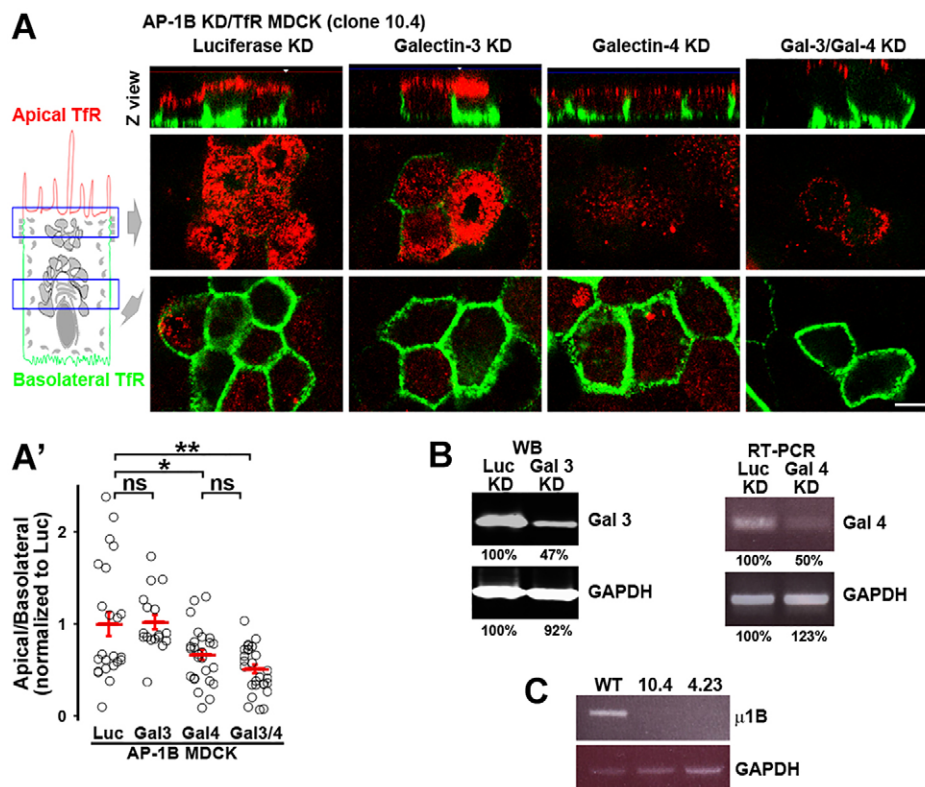 A
AP-1B KD/TfR MDCK (clone 10.4)
Luciferase KD
Galectin-3 KD
Galectin-4 KD
Gal-3/Gal-4 KD
Z view
Apical TfR
Basolateral TfR
A'
Apical/Basolateral
(normalized to Luc)
**
*
ns
ns
2
1
0
Luc Gal3 Gal4 Gal3/4
AP-1B MDCK
B
WB
Luc Gal 3
KD KD
Gal 3
100% 47%
GAPDH
100% 92%
RT-PCR
Luc Gal 4
KD KD
Gal 4
100% 50%
GAPDH
100% 123%
C
WT 10.4 4.23
μ1B
GAPDH